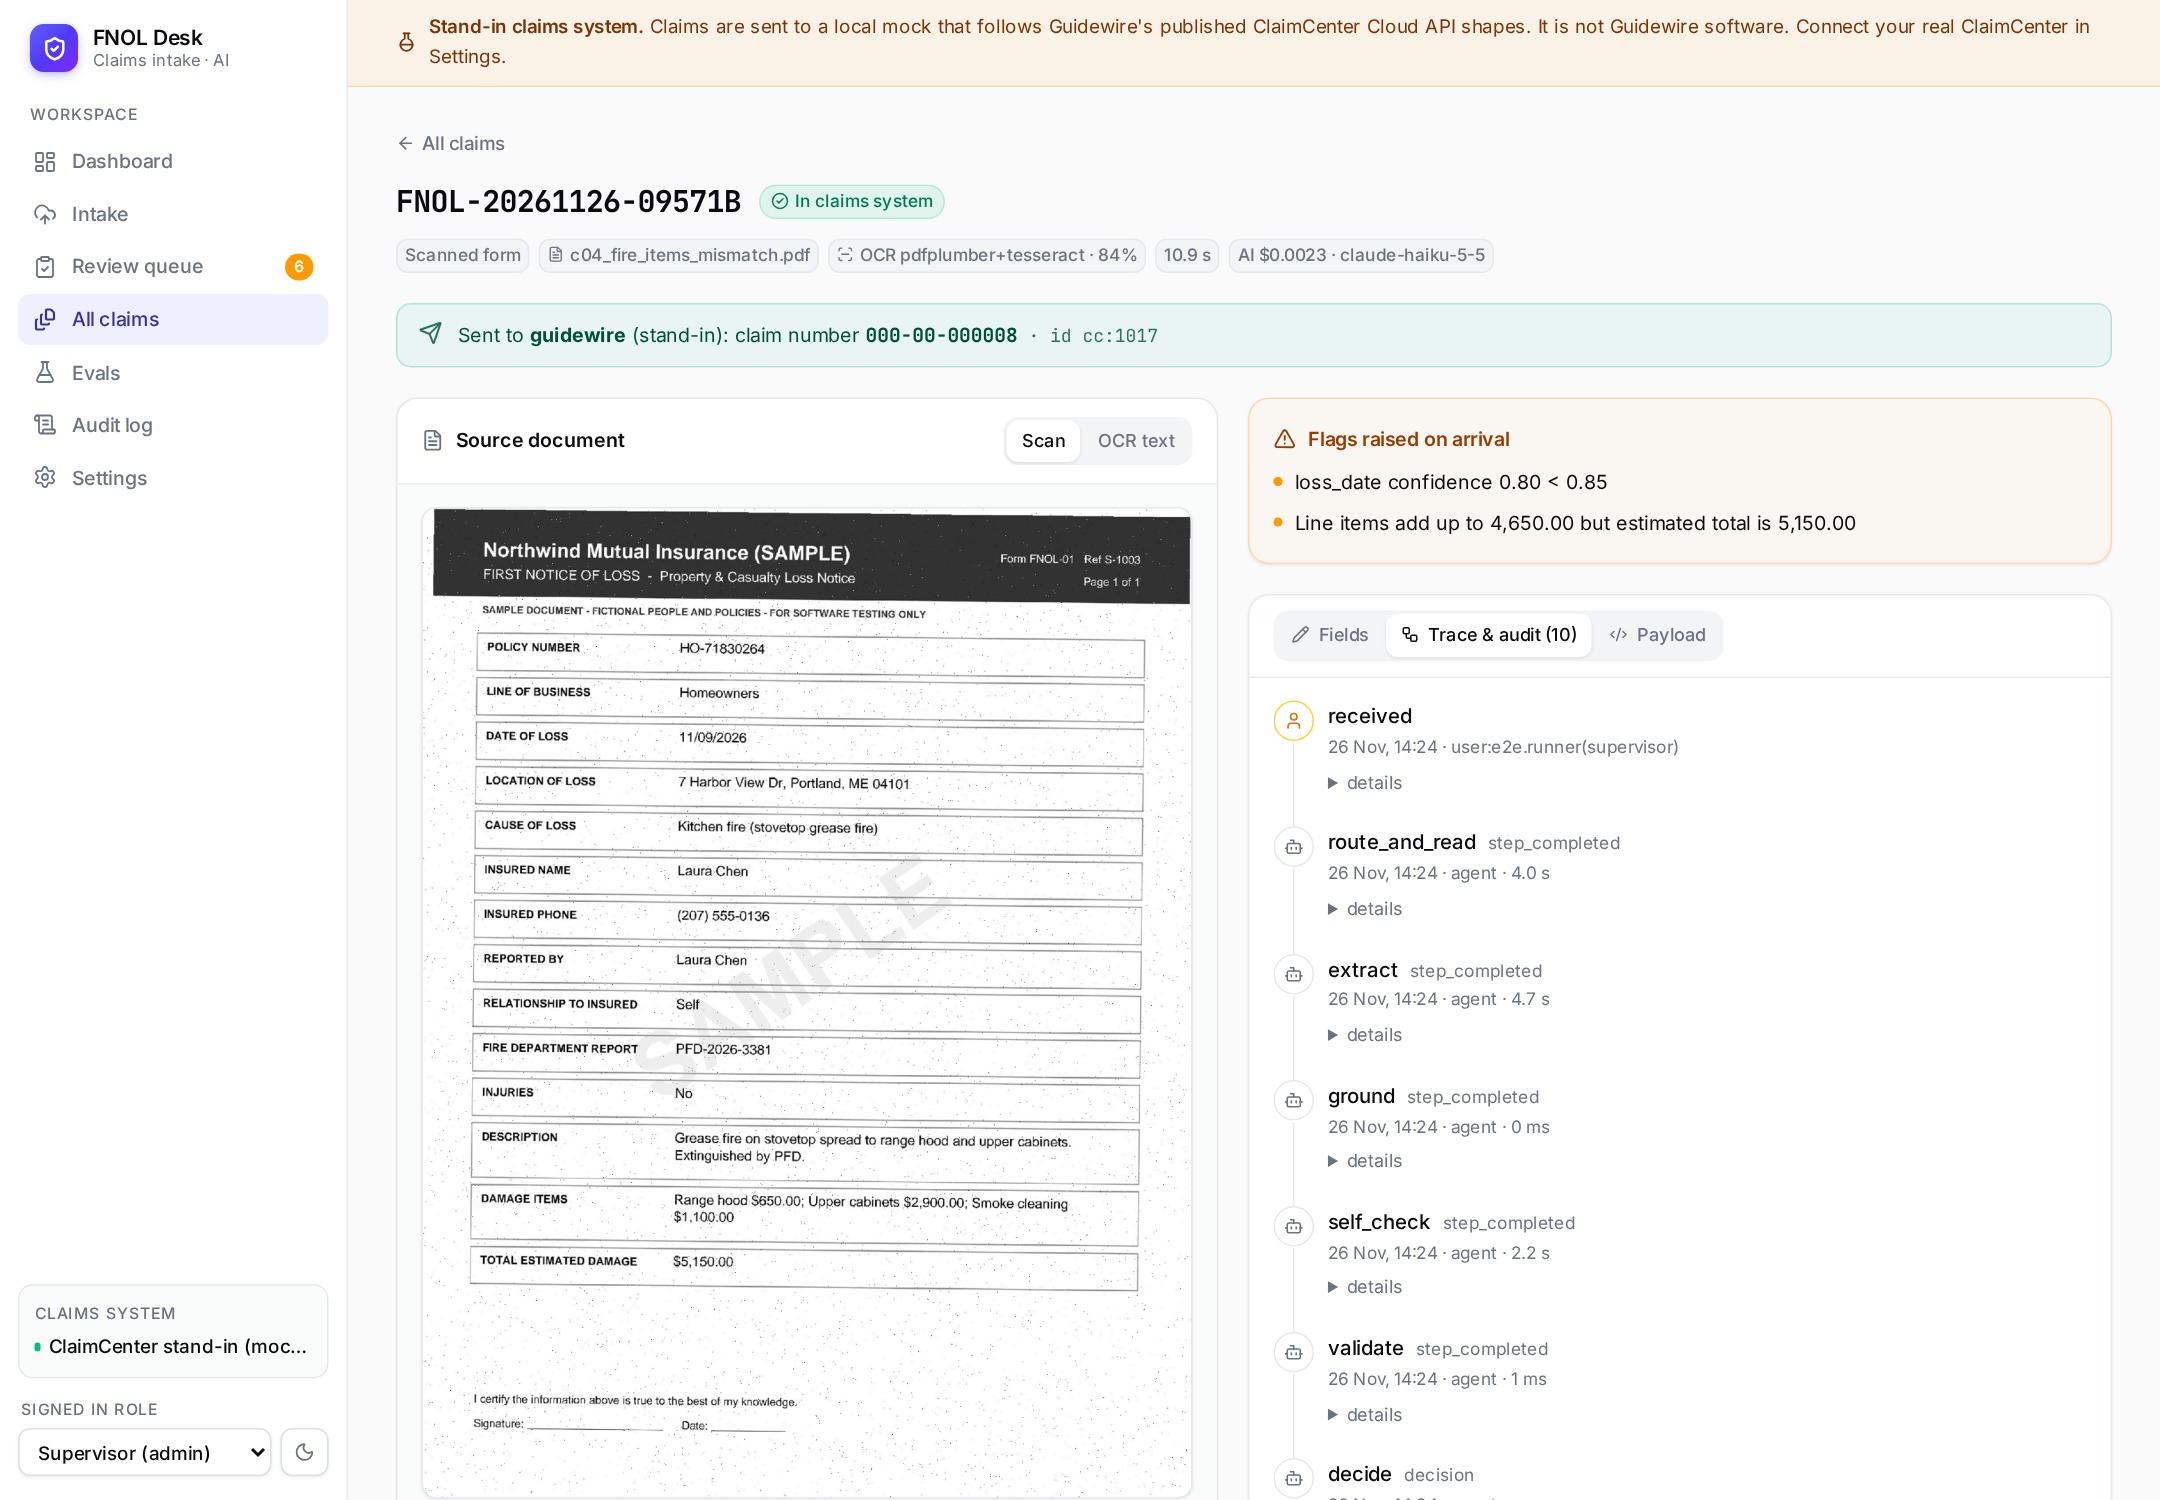 FNOL Desk
Claims intake · AI
WORKSPACE
Dashboard
Intake
Review queue 6
All claims
Evals
Audit log
Settings
CLAIMS SYSTEM
ClaimCenter stand-in (moc...
SIGNED IN ROLE
Supervisor (admin)
Stand-in claims system. Claims are sent to a local mock that follows Guidewire's published ClaimCenter Cloud API shapes. It is not Guidewire software. Connect your real ClaimCenter in
Settings.
All claims
FNOL-20261126-09571B In claims system
Scanned form c04_fire_items_mismatch.pdf OCR pdfplumber+tesseract · 84% 10.9 s AI $0.0023 · claude-haiku-5-5
Sent to guidewire (stand-in): claim number 000-00-000008 · id cc:1017
Source document Scan OCR text
Northwind Mutual Insurance (SAMPLE)
Form FNOL-01 Ref S-1003
FIRST NOTICE OF LOSS - Property & Casualty Loss Notice
Page 1 of 1
SAMPLE DOCUMENT - FICTIONAL PEOPLE AND POLICIES - FOR SOFTWARE TESTING ONLY
POLICY NUMBER HO-71830264
LINE OF BUSINESS Homeowners
DATE OF LOSS 11/09/2026
LOCATION OF LOSS 7 Harbor View Dr, Portland, ME 04101
CAUSE OF LOSS Kitchen fire (stovetop grease fire)
INSURED NAME Laura Chen
INSURED PHONE (207) 555-0136
REPORTED BY Laura Chen
RELATIONSHIP TO INSURED Self
FIRE DEPARTMENT REPORT PFD-2026-3381
INJURIES No
DESCRIPTION Grease fire on stovetop spread to range hood and upper cabinets.
Extinguished by PFD.
DAMAGE ITEMS Range hood $650.00; Upper cabinets $2,900.00; Smoke cleaning
$1,100.00
TOTAL ESTIMATED DAMAGE $5,150.00
SAMPLE
I certify the information above is true to the best of my knowledge.
Signature: Date:
Flags raised on arrival
loss_date confidence 0.80 < 0.85
Line items add up to 4,650.00 but estimated total is 5,150.00
Fields Trace & audit (10) Payload
received
26 Nov, 14:24 · user:e2e.runner(supervisor)
details
route_and_read step_completed
26 Nov, 14:24 · agent · 4.0 s
details
extract step_completed
26 Nov, 14:24 · agent · 4.7 s
details
ground step_completed
26 Nov, 14:24 · agent · 0 ms
details
self_check step_completed
26 Nov, 14:24 · agent · 2.2 s
details
validate step_completed
26 Nov, 14:24 · agent · 1 ms
details
decide decision